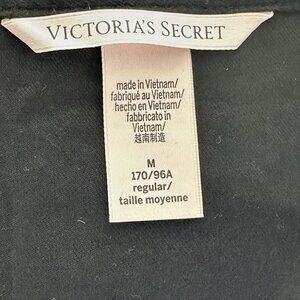 VICTORIA'S SECRET
made in Vietnam/
fabriqué au Vietnam/
hecho en Vietnam/
fabbricato in
Vietnam/
越南制造
M
170/96A
regular/
taille moyenne